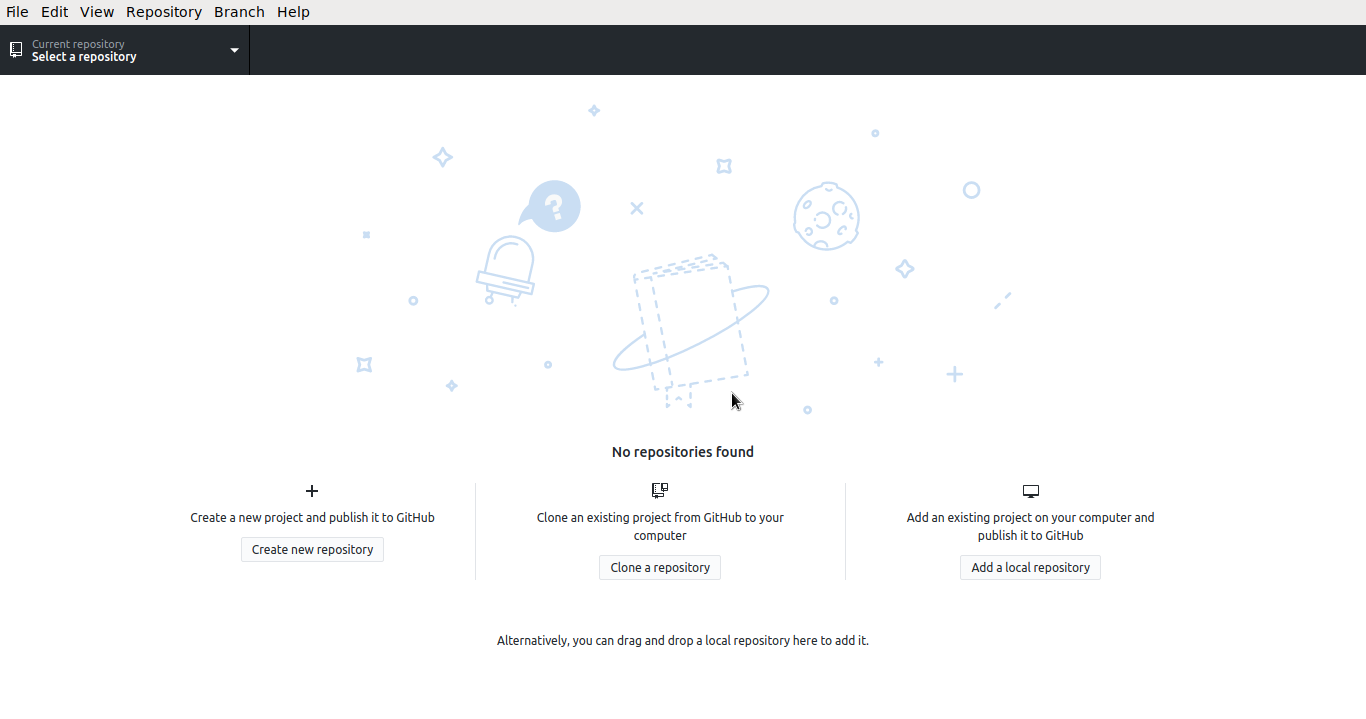 File Edit View Repository Branch Help
Current repository
Select a repository
?
No repositories found
Create a new project and publish it to GitHub
Create new repository
Clone an existing project from GitHub to your
computer
Clone a repository
Add an existing project on your computer and
publish it to GitHub
Add a local repository
Alternatively, you can drag and drop a local repository here to add it.